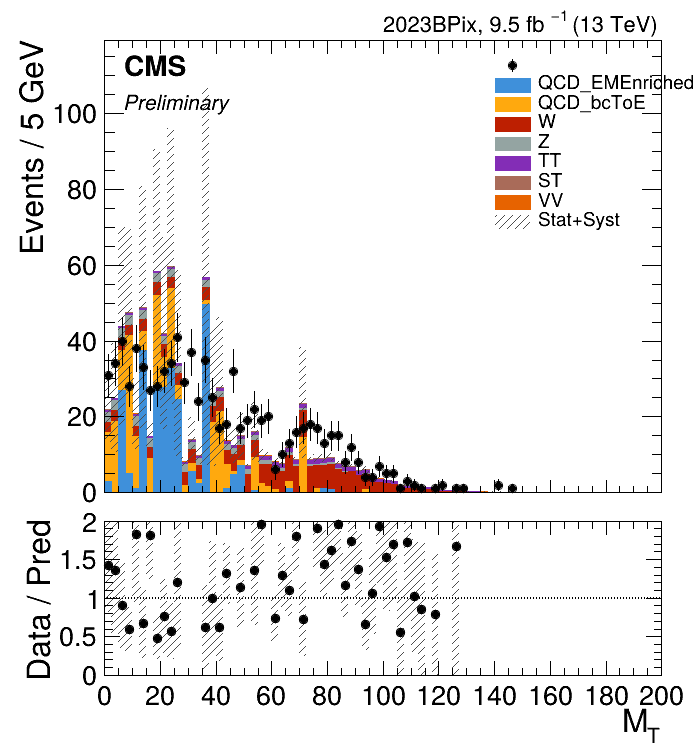 2023BPix, 9.5 fb⁻¹ (13 TeV)
CMS
Preliminary
QCD_EMEnriched
QCD_bcToE
W
Z
TT
ST
VV
Stat+Syst
Events / 5 GeV
100
80
60
40
20
0
Data / Pred
2
1.5
1
0.5
0
0 20 40 60 80 100 120 140 160 180 200
M_T